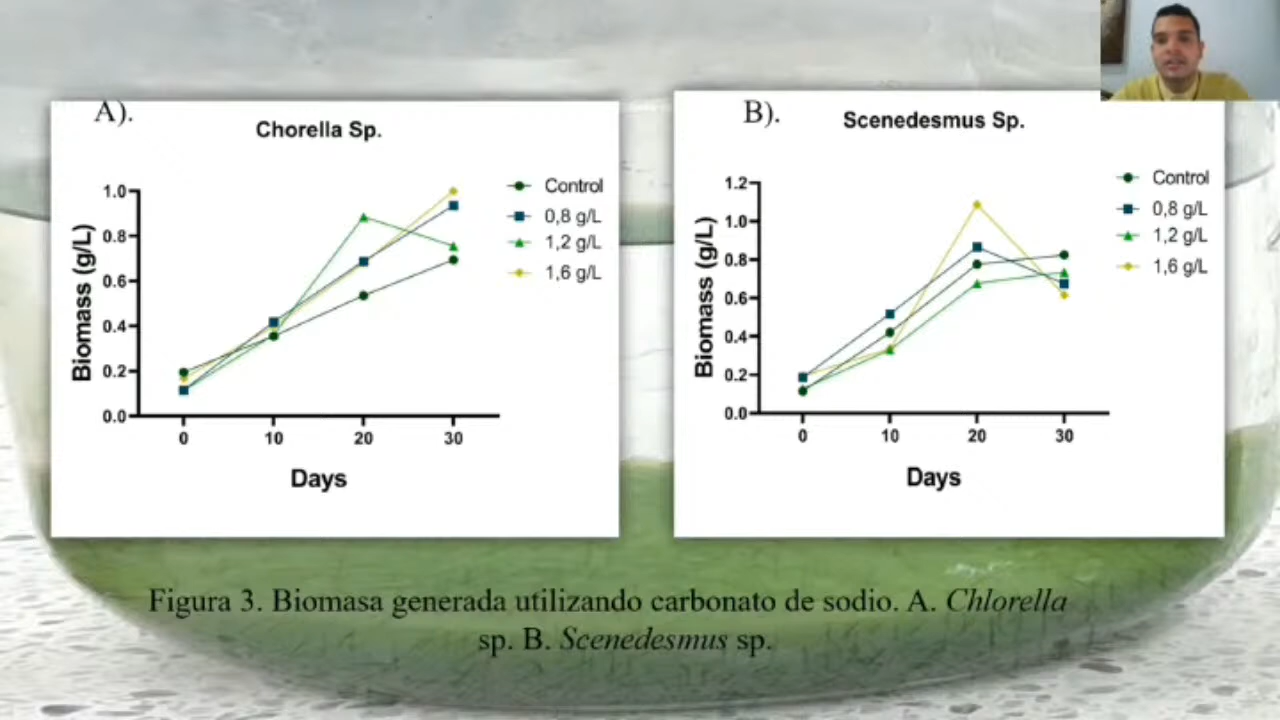 A).
Chorella Sp.
Biomass (g/L)
1.0
0.8
0.6
0.4
0.2
0.0
0
10
20
30
Days
Control
0,8 g/L
1,2 g/L
1,6 g/L
B).
Scenedesmus Sp.
Biomass (g/L)
1.2
1.0
0.8
0.6
0.4
0.2
0.0
0
10
20
30
Days
Control
0,8 g/L
1,2 g/L
1,6 g/L
Figura 3. Biomasa generada utilizando carbonato de sodio. A. Chlorella
sp. B. Scenedesmus sp.